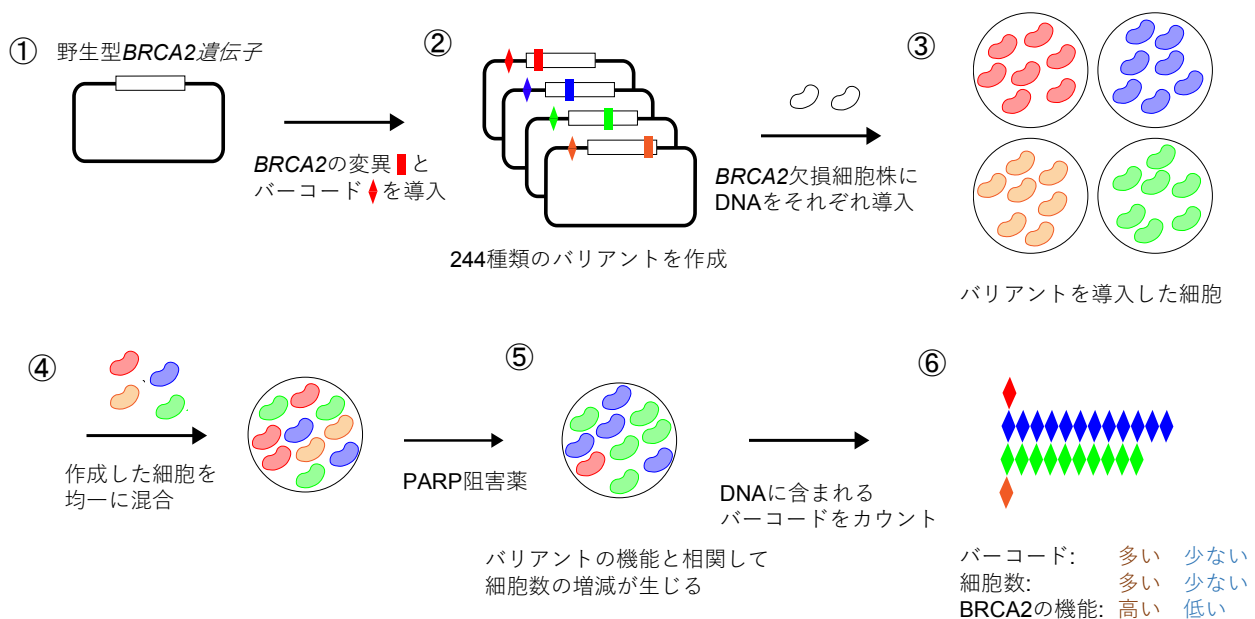 ① 野生型BRCA2遺伝子
BRCA2の変異 と
バーコード を導入
②
244種類のバリアントを作成
BRCA2欠損細胞株に
DNAをそれぞれ導入
③
バリアントを導入した細胞
④
作成した細胞を
均一に混合
PARP阻害薬
⑤
バリアントの機能と相関して
細胞数の増減が生じる
DNAに含まれる
バーコードをカウント
⑥
バーコード: 多い 少ない
細胞数: 多い 少ない
BRCA2の機能: 高い 低い